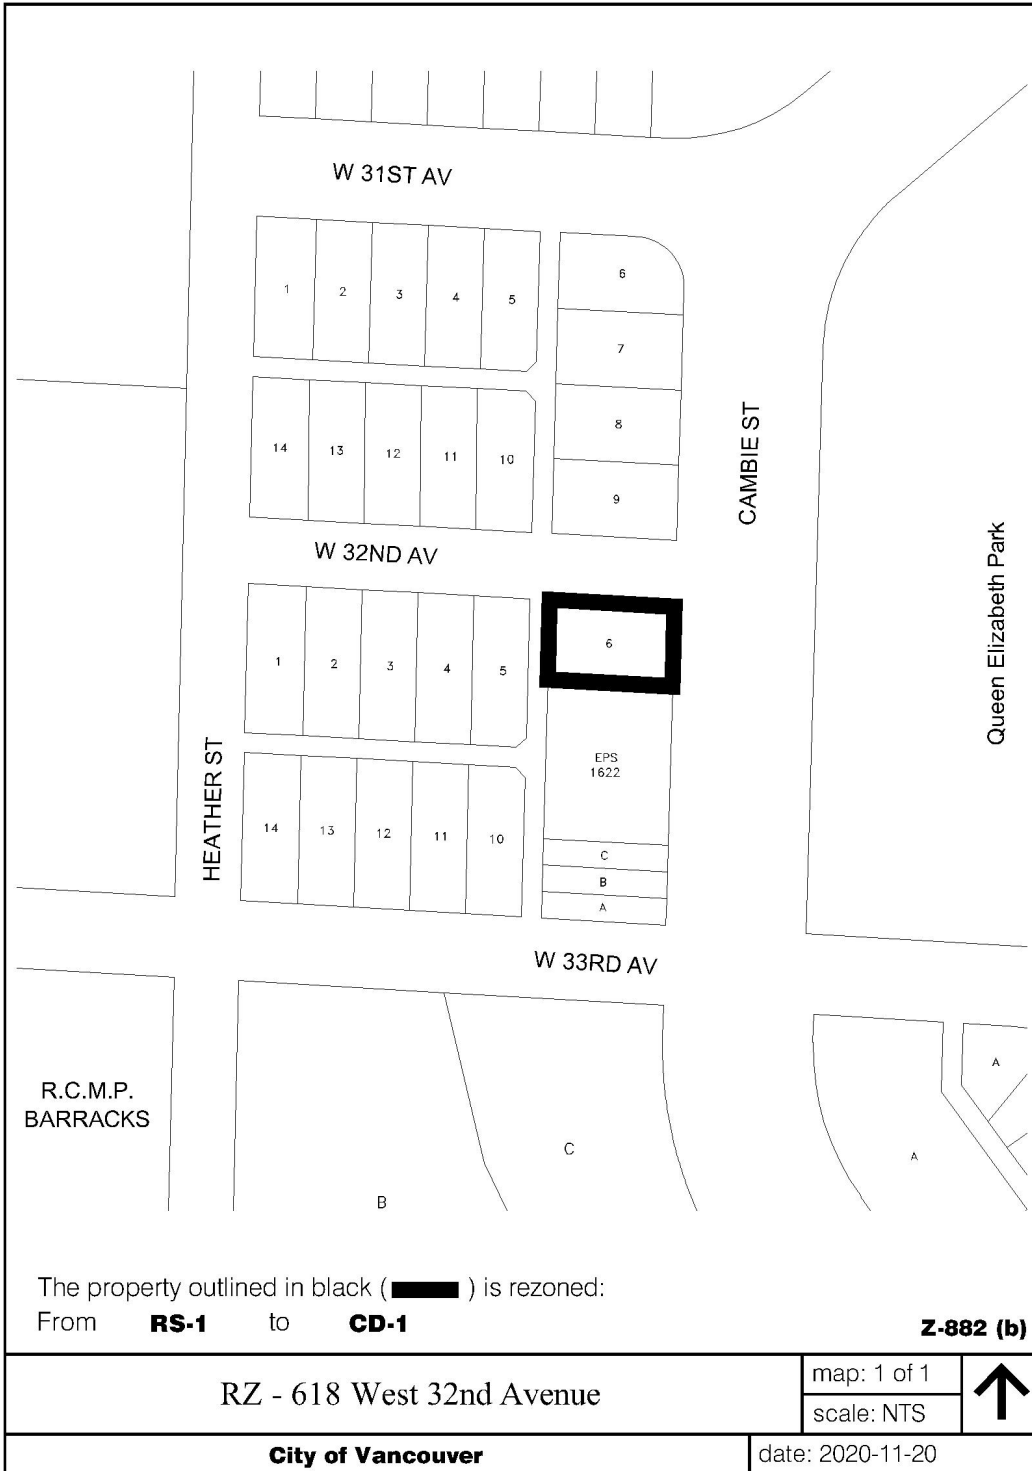 W 31ST AV
1 2 3 4 5
6
7
8
9
14 13 12 11 10
CAMBIE ST
W 32ND AV
Queen Elizabeth Park
6
1 2 3 4 5
EPS
1622
HEATHER ST
14 13 12 11 10
C
B
A
W 33RD AV
R.C.M.P.
BARRACKS
B
C
A
A
The property outlined in black ( ) is rezoned:
From RS-1 to CD-1
Z-882 (b)
RZ - 618 West 32nd Avenue
map: 1 of 1
scale: NTS
City of Vancouver
date: 2020-11-20